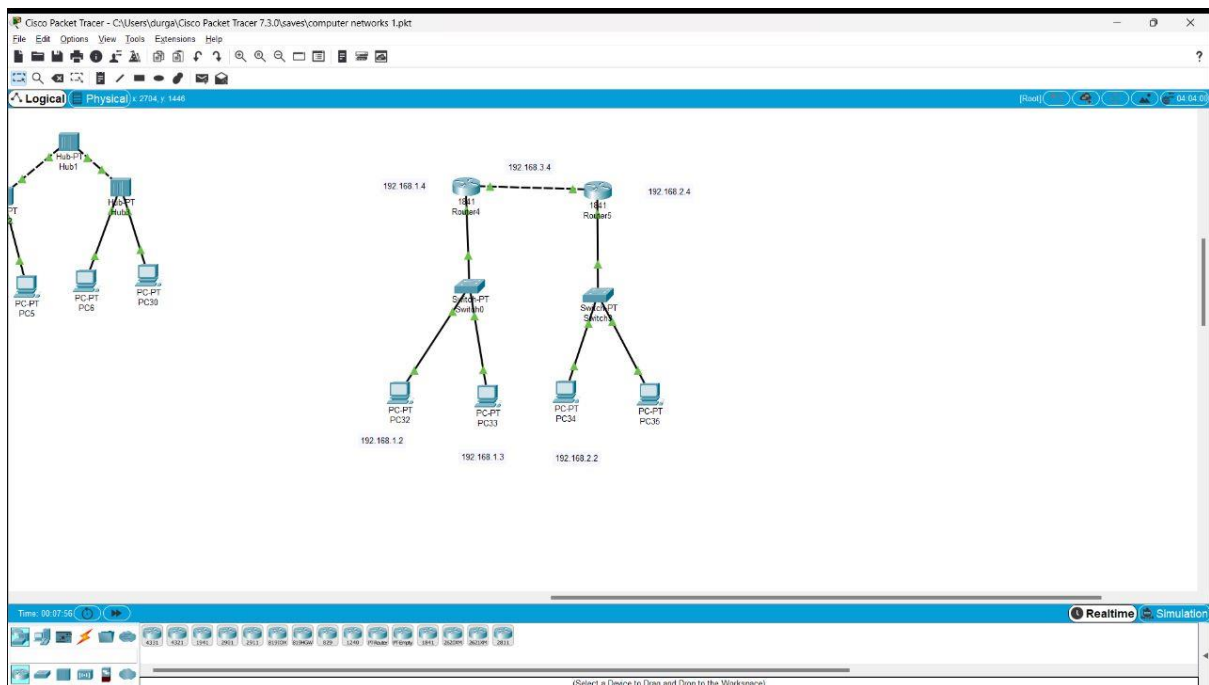 Cisco Packet Tracer - C:\Users\durga\Cisco Packet Tracer 7.3.0\saves\computer networks 1.pkt
File Edit Options View Tools Extensions Help
?
Logical Physical x: 2704, y: 1446 [Root] 04:04:00
Hub-PT
Hub1
Hub-PT
PT
PC-PT
PC5
PC-PT
PC6
PC-PT
PC30
192.168.3.4
192.168.1.4
192.168.2.4
1841
Router4
1841
Router5
Switch-PT
Switch0
Switch-PT
PC-PT
PC32
PC-PT
PC33
PC-PT
PC34
PC-PT
192.168.1.2
192.168.1.3
192.168.2.2
Time: 00:07:56
Realtime Simulation
4331 4321 1941 2901 2911 819IOX 819HGW 829 1240 PT-Router PT-Empty 1841 2620XM 2621XM 2811
(Select a Device to Drag and Drop to the Workspace)